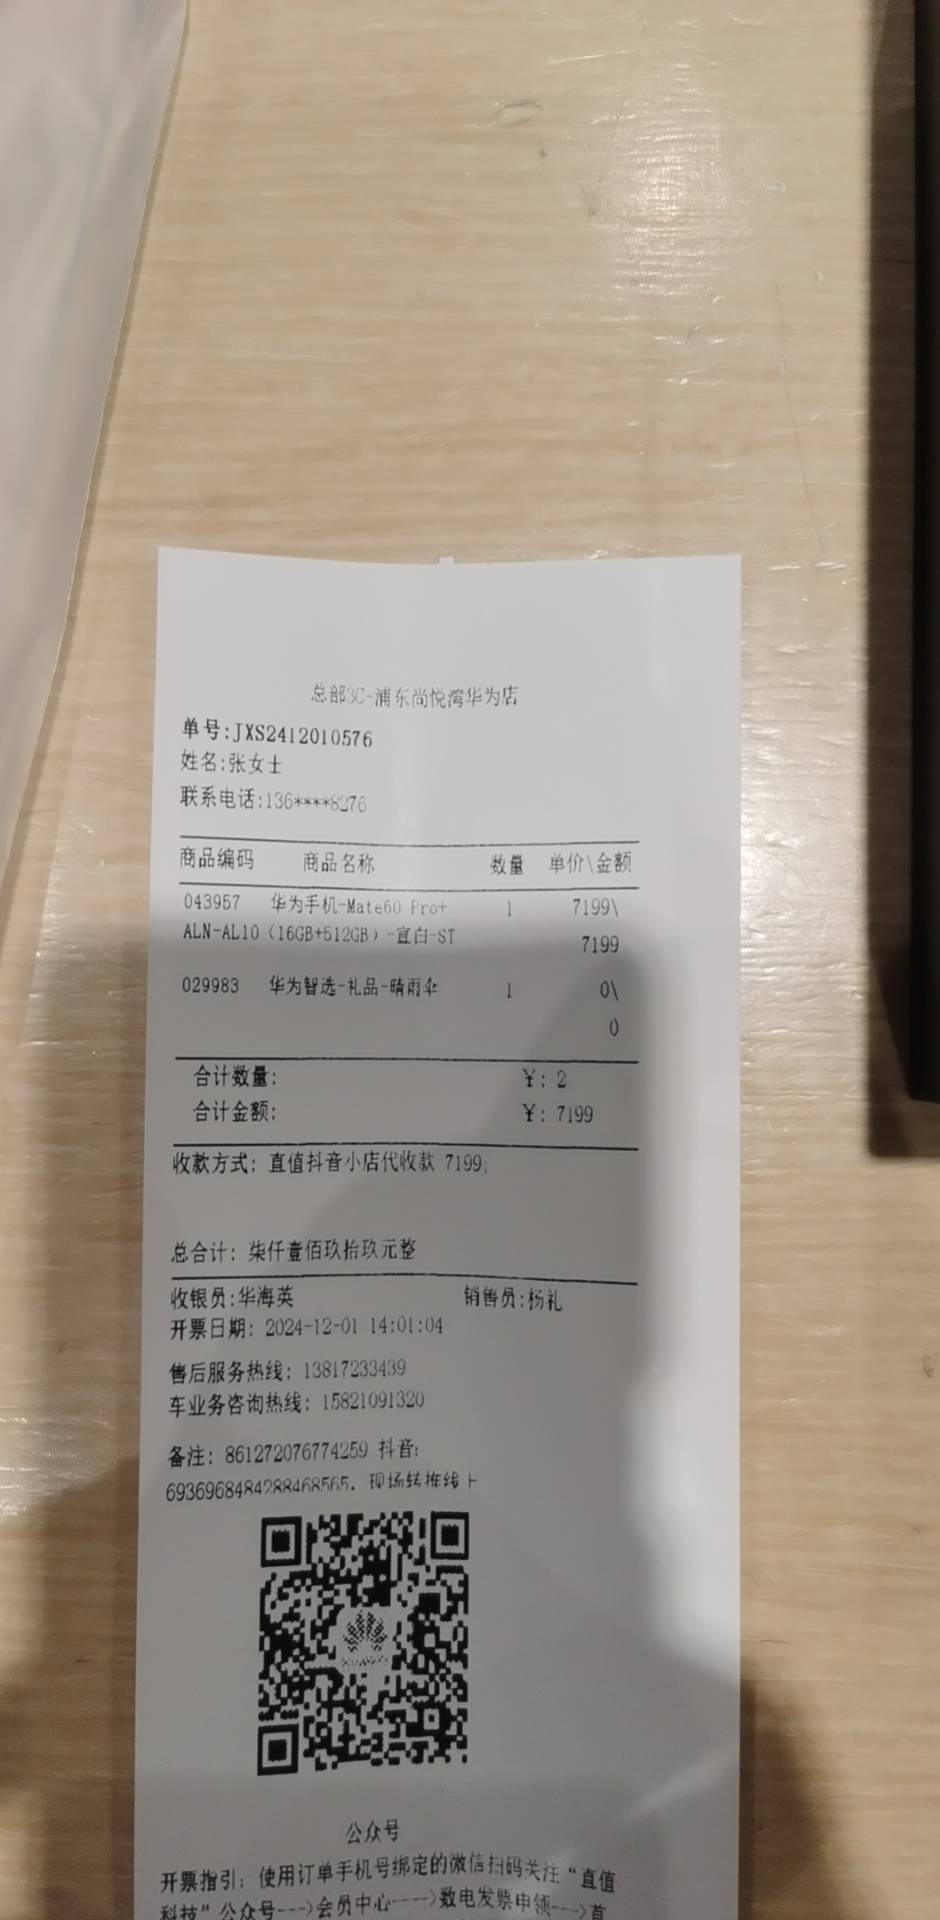 总部3C-浦东尚悦湾华为店
单号:JXS2412010576
姓名:张女士
联系电话:136****8276
商品编码 商品名称 数量 单价\金额
043957 华为手机-Mate60 Pro+ 1 7199\
ALN-AL10（16GB+512GB）-宣白-ST 7199
029983 华为智选-礼品-晴雨伞 1 0\
0
合计数量: ¥: 2
合计金额: ¥: 7199
收款方式: 直值抖音小店代收款 7199;
总合计: 柒仟壹佰玖拾玖元整
收银员:华海英 销售员:杨礼
开票日期: 2024-12-01 14:01:04
售后服务热线: 13817233439
车业务咨询热线: 15821091320
备注: 861272076774259 抖音:
6936968484288468565, 现场转推线上
公众号
开票指引: 使用订单手机号绑定的微信扫码关注“直值
科技”公众号--->会员中心---->数电发票申领--->首